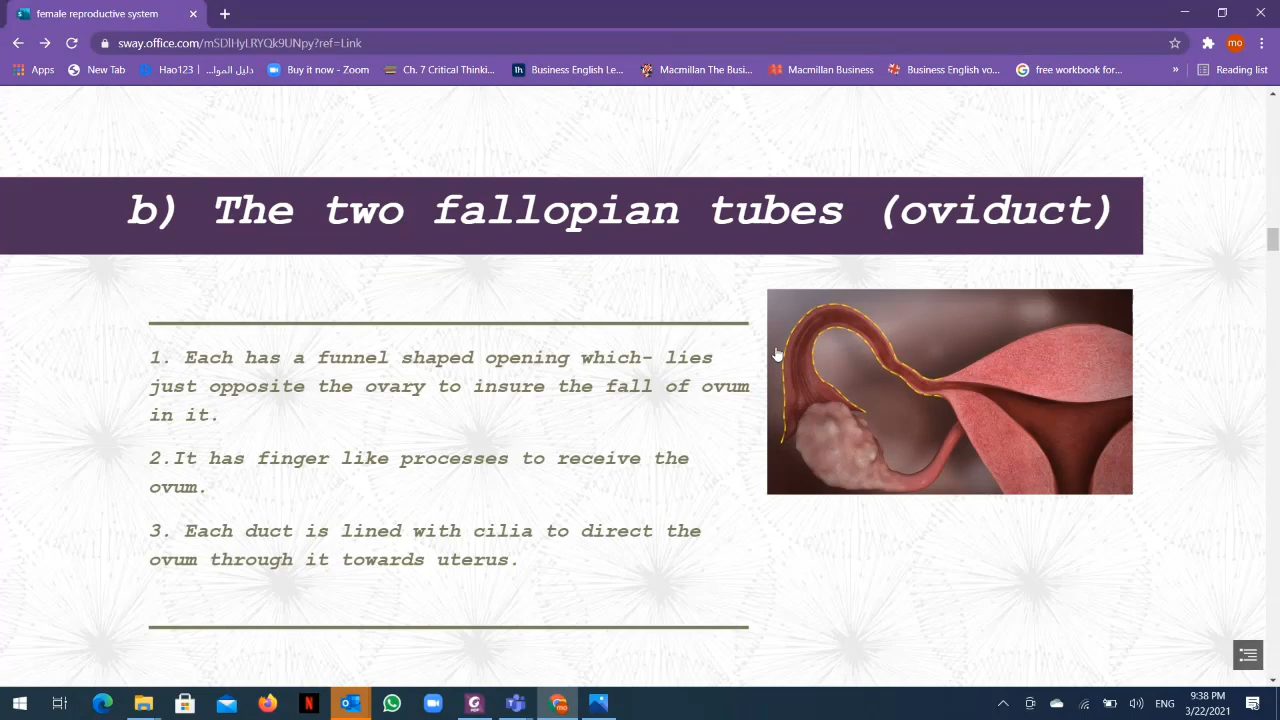 female reproductive system
sway.office.com/mSDlHyLRYQk9UNpy?ref=Link
mo
Apps
New Tab
Hao123
دليل الموا...
Buy it now - Zoom
Ch. 7 Critical Thinki...
Business English Le...
Macmillan The Busi...
Macmillan Business
Business English vo...
free workbook for...
»
Reading list
b) The two fallopian tubes (oviduct)
1. Each has a funnel shaped opening which- lies
just opposite the ovary to insure the fall of ovum
in it.
2.It has finger like processes to receive the
ovum.
3. Each duct is lined with cilia to direct the
ovum through it towards uterus.
ENG
9:38 PM
3/22/2021